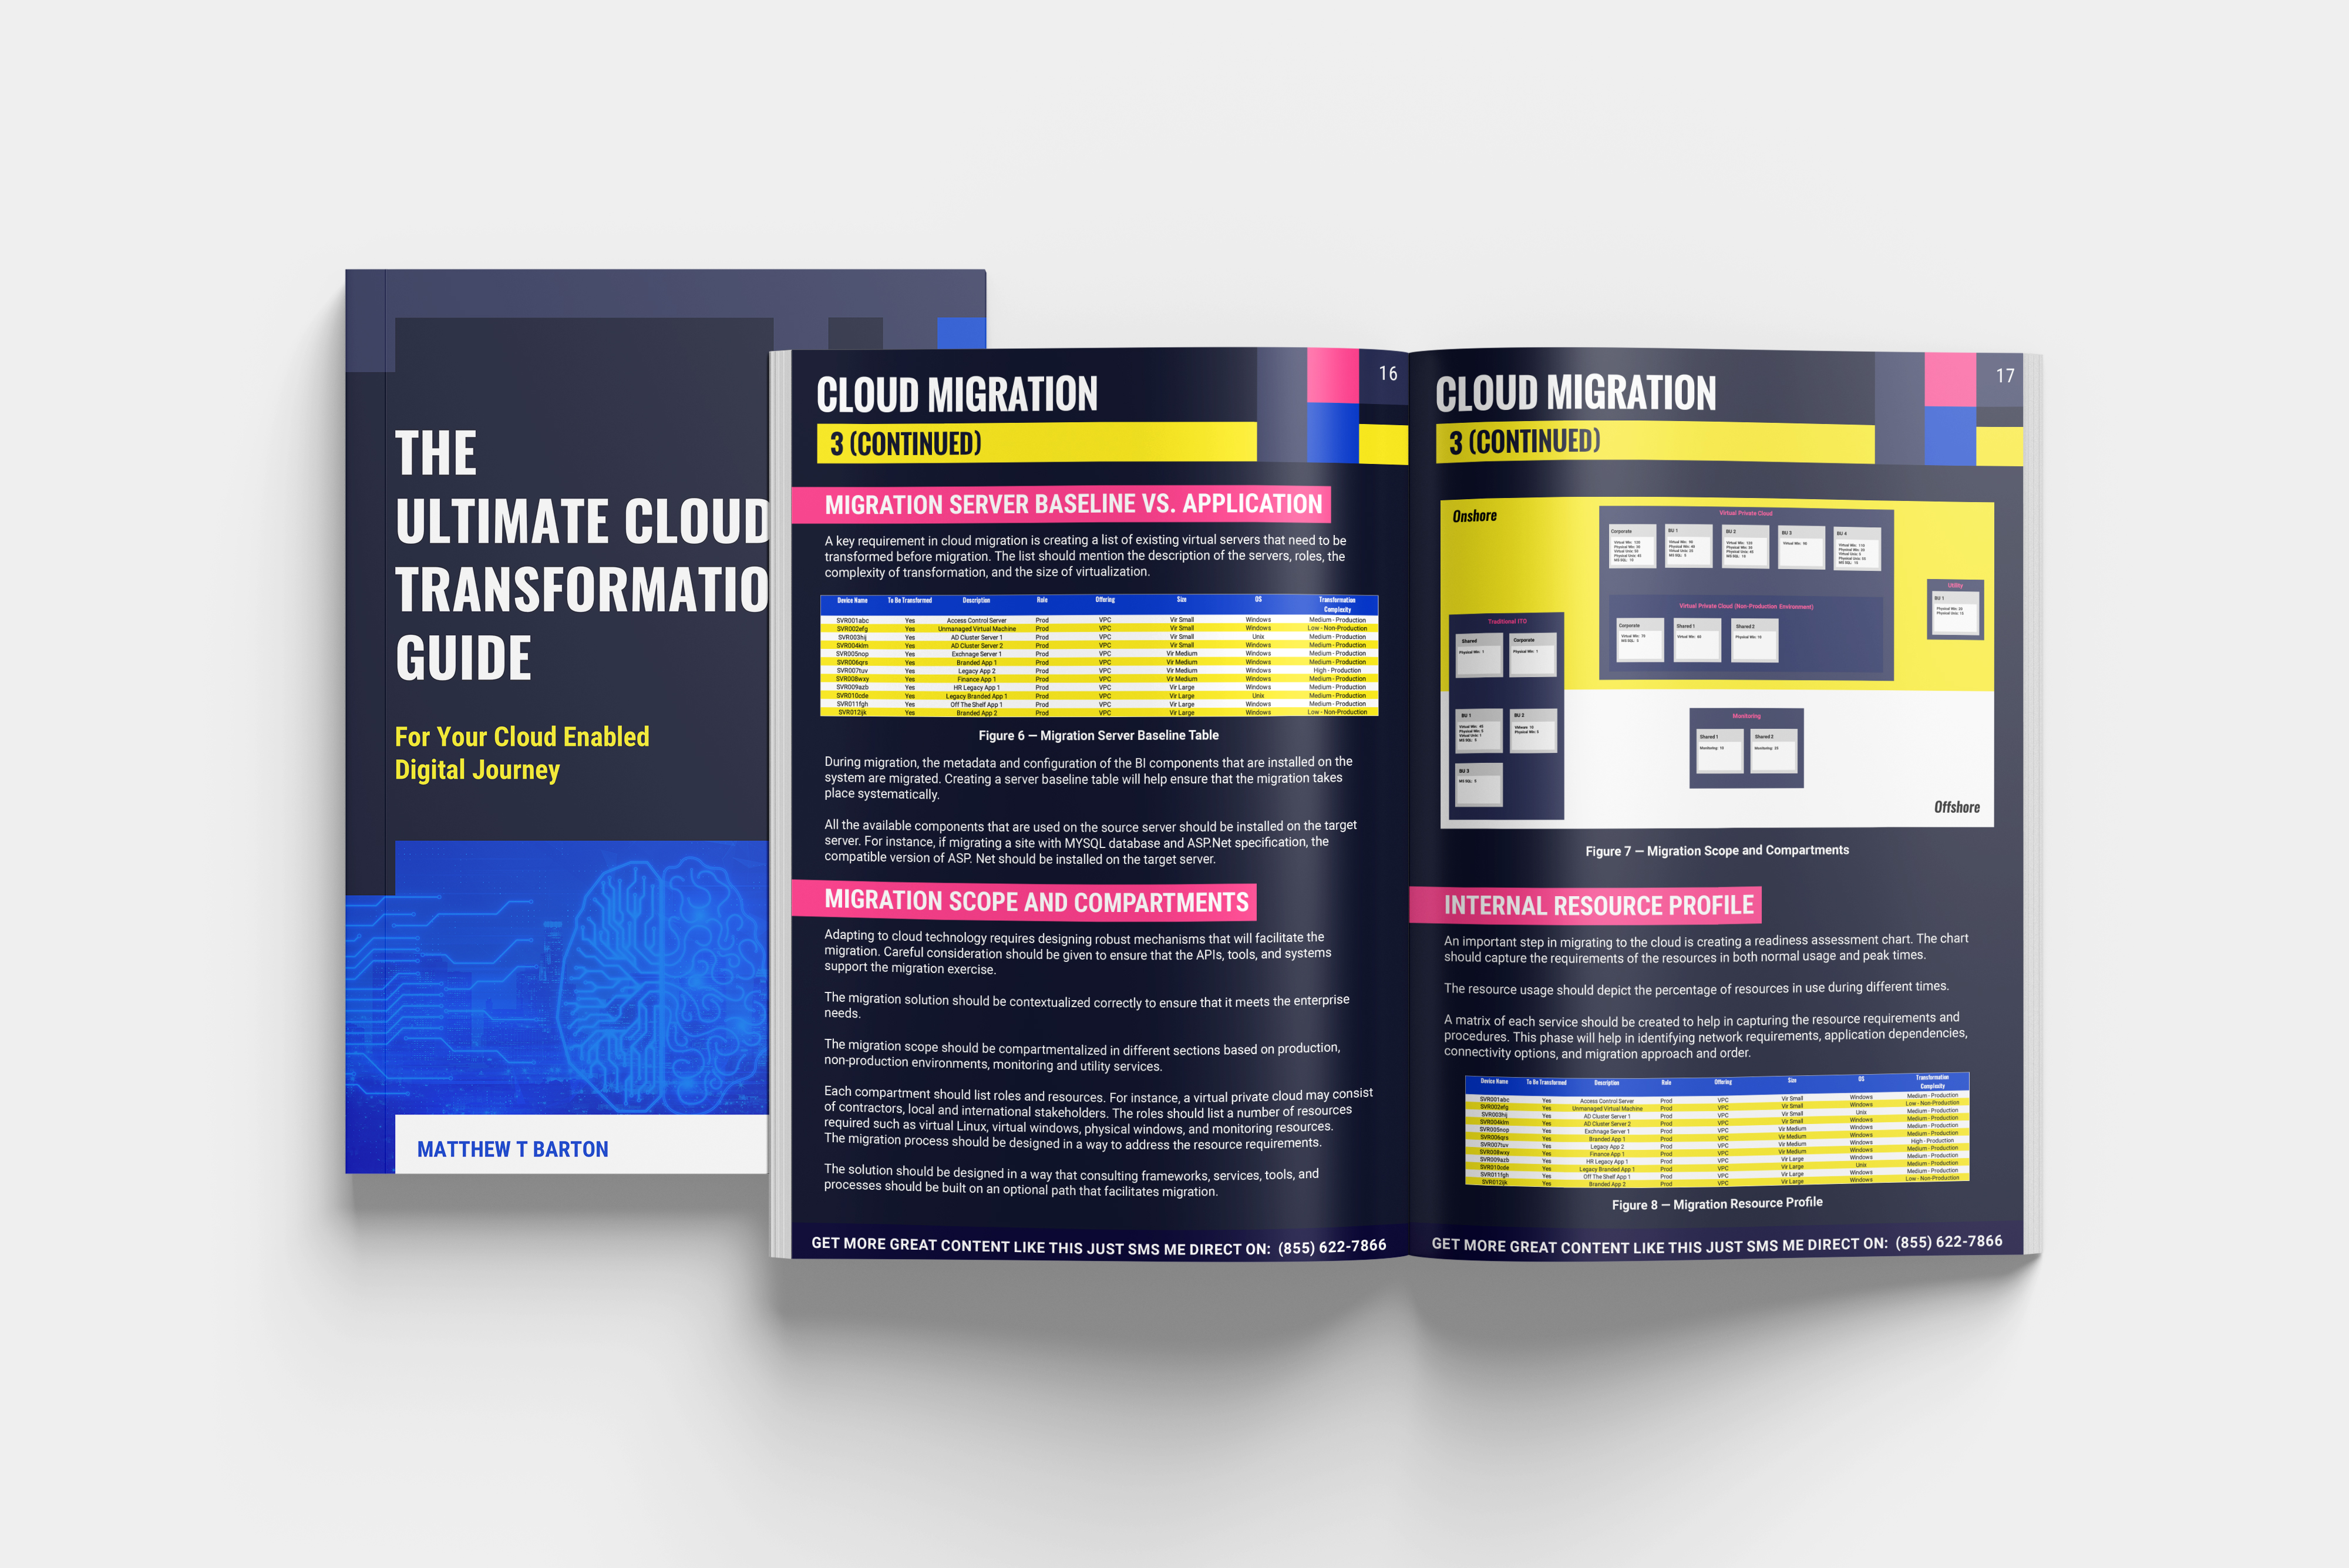 THE
ULTIMATE CLOUD
TRANSFORMATIO
GUIDE
For Your Cloud Enabled
Digital Journey
MATTHEW T BARTON
CLOUD MIGRATION
16
3 (CONTINUED)
MIGRATION SERVER BASELINE VS. APPLICATION
A key requirement in cloud migration is creating a list of existing virtual servers that need to be
transformed before migration. The list should mention the description of the servers, roles, the
complexity of transformation, and the size of virtualization.
Device Name To Be Transformed Description Role Offering Size OS Transformation
Complexity
SVR001abc Yes Access Control Server Prod VPC Vir Small Windows Medium - Production
SVR002efg Yes Unmanaged Virtual Machine Prod VPC Vir Small Windows Low - Non-Production
SVR003hij Yes AD Cluster Server 1 Prod VPC Vir Small Unix Medium - Production
SVR004klm Yes AD Cluster Server 2 Prod VPC Vir Small Windows Medium - Production
SVR005nop Yes Exchnage Server 1 Prod VPC Vir Medium Windows Medium - Production
SVR006qrs Yes Branded App 1 Prod VPC Vir Medium Windows Medium - Production
SVR007tuv Yes Legacy App 2 Prod VPC Vir Medium Windows High - Production
SVR008wxy Yes Finance App 1 Prod VPC Vir Medium Windows Medium - Production
SVR009azb Yes HR Legacy App 1 Prod VPC Vir Large Windows Medium - Production
SVR010cde Yes Legacy Branded App 1 Prod VPC Vir Large Unix Medium - Production
SVR011fgh Yes Off The Shelf App 1 Prod VPC Vir Large Windows Medium - Production
SVR012ijk Yes Branded App 2 Prod VPC Vir Large Windows Low - Non-Production
Figure 6 — Migration Server Baseline Table
During migration, the metadata and configuration of the BI components that are installed on the
system are migrated. Creating a server baseline table will help ensure that the migration takes
place systematically.
All the available components that are used on the source server should be installed on the target
server. For instance, if migrating a site with MYSQL database and ASP.Net specification, the
compatible version of ASP. Net should be installed on the target server.
MIGRATION SCOPE AND COMPARTMENTS
Adapting to cloud technology requires designing robust mechanisms that will facilitate the
migration. Careful consideration should be given to ensure that the APIs, tools, and systems
support the migration exercise.
The migration solution should be contextualized correctly to ensure that it meets the enterprise
needs.
The migration scope should be compartmentalized in different sections based on production,
non-production environments, monitoring and utility services.
Each compartment should list roles and resources. For instance, a virtual private cloud may consist
of contractors, local and international stakeholders. The roles should list a number of resources
required such as virtual Linux, virtual windows, physical windows, and monitoring resources.
The migration process should be designed in a way to address the resource requirements.
The solution should be designed in a way that consulting frameworks, services, tools, and
processes should be built on an optional path that facilitates migration.
GET MORE GREAT CONTENT LIKE THIS JUST SMS ME DIRECT ON: (855) 622-7866
CLOUD MIGRATION
17
3 (CONTINUED)
Onshore
Virtual Private Cloud
Corporate
BU 1
BU 2
BU 3
BU 4
Virtual Private Cloud (Non-Production Environment)
Corporate
Shared 1
Shared 2
Utility
BU 1
Traditional ITO
Shared
Corporate
Physical Win: 1
Physical Win: 1
BU 1
BU 2
BU 3
Monitoring
Shared 1
Shared 2
Offshore
Figure 7 — Migration Scope and Compartments
INTERNAL RESOURCE PROFILE
An important step in migrating to the cloud is creating a readiness assessment chart. The chart
should capture the requirements of the resources in both normal usage and peak times.
The resource usage should depict the percentage of resources in use during different times.
A matrix of each service should be created to help in capturing the resource requirements and
procedures. This phase will help in identifying network requirements, application dependencies,
connectivity options, and migration approach and order.
Device Name To Be Transformed Description Role Offering Size OS Transformation
Complexity
SVR001abc Yes Access Control Server Prod VPC Vir Small Windows Medium - Production
SVR002efg Yes Unmanaged Virtual Machine Prod VPC Vir Small Windows Low - Non-Production
SVR003hij Yes AD Cluster Server 1 Prod VPC Vir Small Unix Medium - Production
SVR004klm Yes AD Cluster Server 2 Prod VPC Vir Small Windows Medium - Production
SVR005nop Yes Exchnage Server 1 Prod VPC Vir Medium Windows Medium - Production
SVR006qrs Yes Branded App 1 Prod VPC Vir Medium Windows Medium - Production
SVR007tuv Yes Legacy App 2 Prod VPC Vir Medium Windows High - Production
SVR008wxy Yes Finance App 1 Prod VPC Vir Medium Windows Medium - Production
SVR009azb Yes HR Legacy App 1 Prod VPC Vir Large Windows Medium - Production
SVR010cde Yes Legacy Branded App 1 Prod VPC Vir Large Unix Medium - Production
SVR011fgh Yes Off The Shelf App 1 Prod VPC Vir Large Windows Medium - Production
SVR012ijk Yes Branded App 2 Prod VPC Vir Large Windows Low - Non-Production
Figure 8 — Migration Resource Profile
GET MORE GREAT CONTENT LIKE THIS JUST SMS ME DIRECT ON: (855) 622-7866